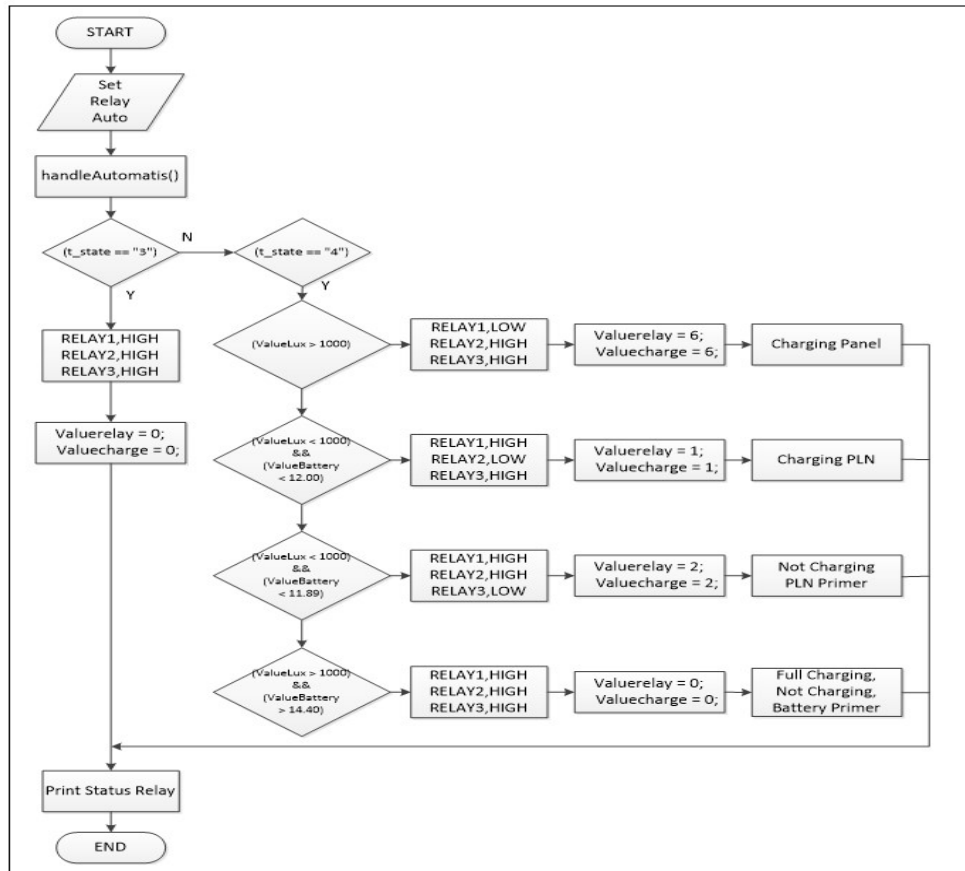 START
Set
Relay
Auto
handleAutomatis()
(t_state == "3")
N
(t_state == "4")
Y
Y
RELAY1,HIGH
RELAY2,HIGH
RELAY3,HIGH
Valuerelay = 0;
Valuecharge = 0;
(ValueLux > 1000)
RELAY1,LOW
RELAY2,HIGH
RELAY3,HIGH
Valuerelay = 6;
Valuecharge = 6;
Charging Panel
(ValueLux < 1000)
&&
(ValueBattery
< 12.00)
RELAY1,HIGH
RELAY2,LOW
RELAY3,HIGH
Valuerelay = 1;
Valuecharge = 1;
Charging PLN
(ValueLux < 1000)
&&
(ValueBattery
< 11.89)
RELAY1,HIGH
RELAY2,HIGH
RELAY3,LOW
Valuerelay = 2;
Valuecharge = 2;
Not Charging
PLN Primer
(ValueLux > 1000)
&&
(ValueBattery
> 14.40)
RELAY1,HIGH
RELAY2,HIGH
RELAY3,HIGH
Valuerelay = 0;
Valuecharge = 0;
Full Charging,
Not Charging,
Battery Primer
Print Status Relay
END